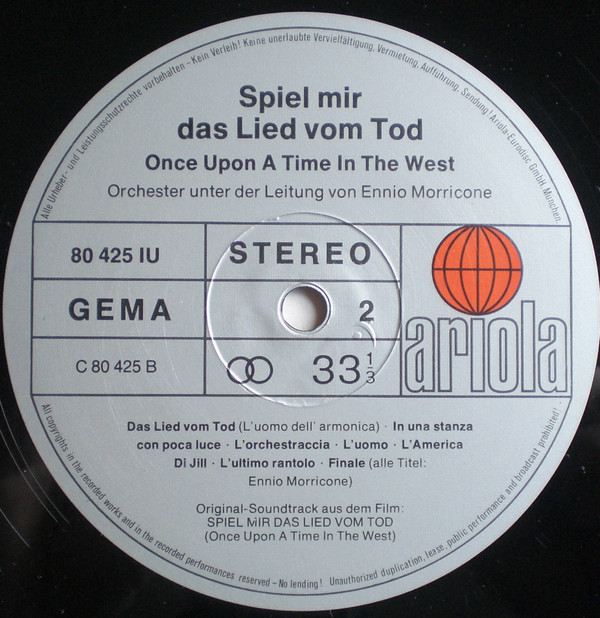 Alle Urheber- und Leistungsschutzrechte vorbehalten – Kein Verleih! Keine unerlaubte Vervielfältigung, Vermietung, Aufführung, Sendung! Ariola-Eurodisc GmbH, München.
Spiel mir
das Lied vom Tod
Once Upon A Time In The West
Orchester unter der Leitung von Ennio Morricone
80 425 IU
STEREO
GEMA
2
ariola
C 80 425 B
33 1/3
Das Lied vom Tod (L'uomo dell' armonica) · In una stanza
con poca luce · L'orchestraccia · L'uomo · L'America
Di Jill · L'ultimo rantolo · Finale (alle Titel:
Ennio Morricone)
Original-Soundtrack aus dem Film:
SPIEL MIR DAS LIED VOM TOD
(Once Upon A Time In The West)
All copyrights in the recorded works and in the recorded performances reserved – No lending! Unauthorized duplication, lease, public performance and broadcast prohibited!